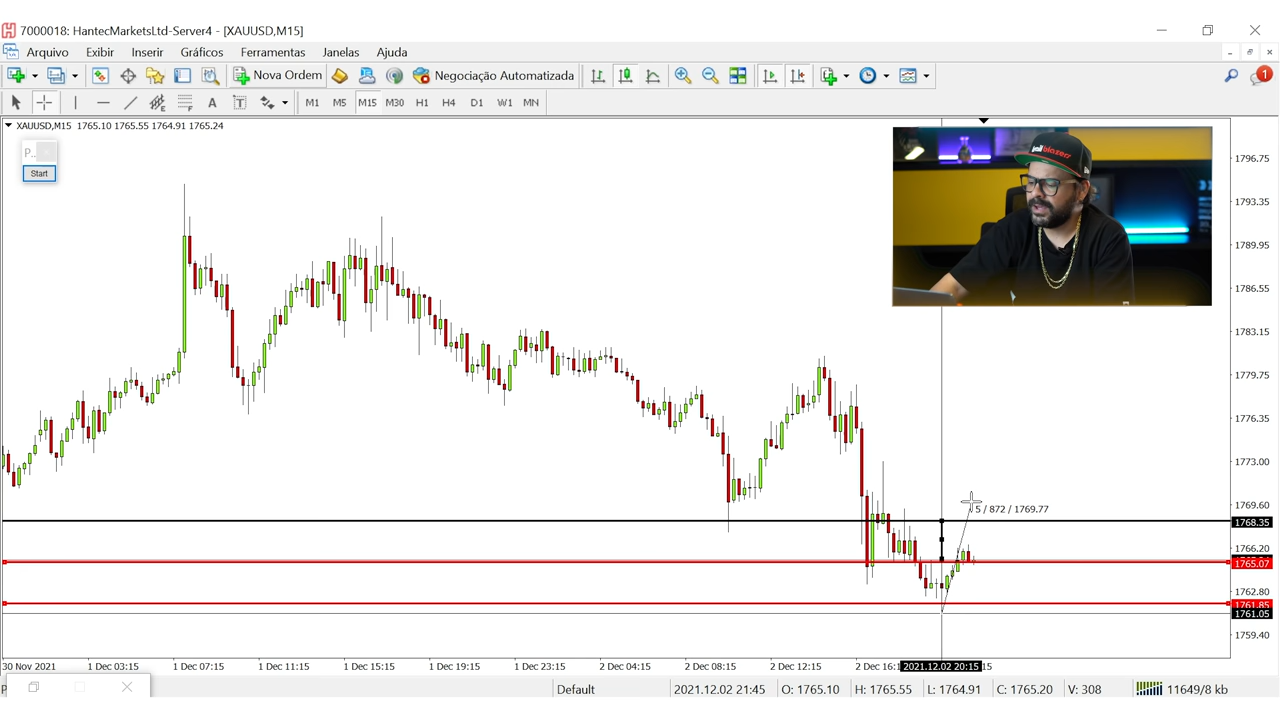 7000018: HantecMarketsLtd-Server4 - [XAUUSD,M15]
Arquivo Exibir Inserir Gráficos Ferramentas Janelas Ajuda
Nova Ordem Negociação Automatizada 1
A T M1 M5 M15 M30 H1 H4 D1 W1 MN
XAUUSD,M15 1765.10 1765.55 1764.91 1765.24
P...
Start
1796.75
1793.35
1789.95
1786.55
1783.15
1779.75
1776.35
1773.00
1769.60
5 / 872 / 1769.77
1768.35
1766.20
1765.07
1762.80
1761.85
1761.05
1759.40
30 Nov 2021 1 Dec 03:15 1 Dec 07:15 1 Dec 11:15 1 Dec 15:15 1 Dec 19:15 1 Dec 23:15 2 Dec 04:15 2 Dec 08:15 2 Dec 12:15 2 Dec 16:1 2021.12.02 20:15 15
Default 2021.12.02 21:45 O: 1765.10 H: 1765.55 L: 1764.91 C: 1765.20 V: 308 11649/8 kb